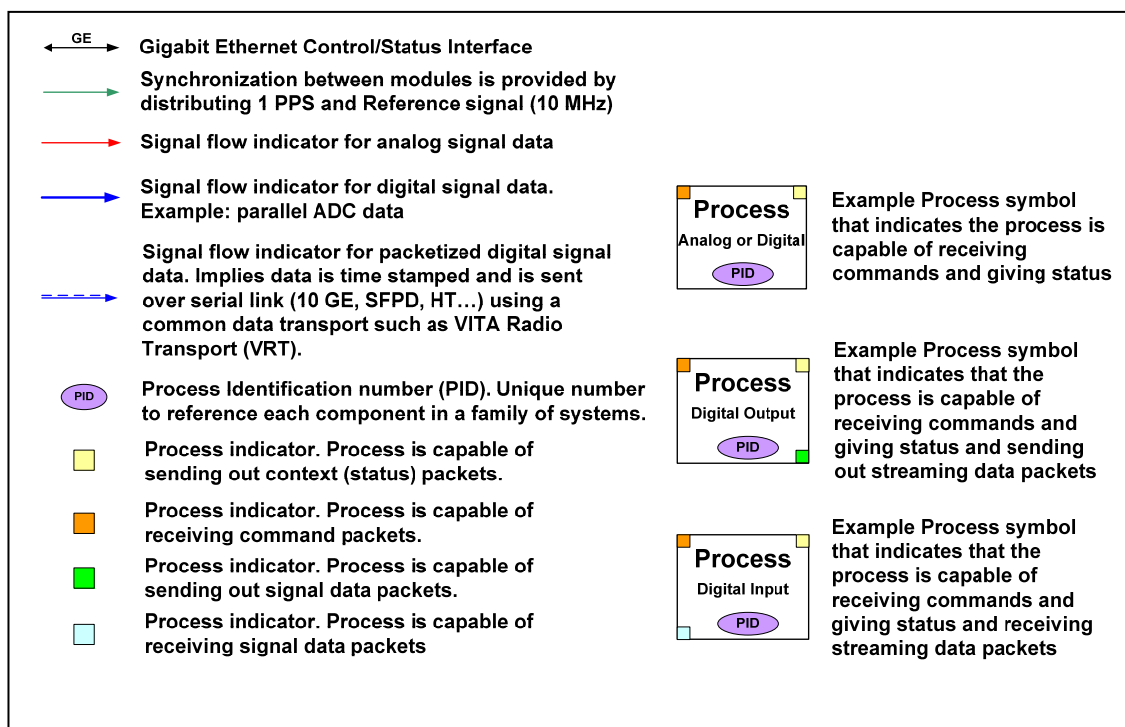 GE
Gigabit Ethernet Control/Status Interface
Synchronization between modules is provided by
distributing 1 PPS and Reference signal (10 MHz)
Signal flow indicator for analog signal data
Signal flow indicator for digital signal data.
Example: parallel ADC data
Signal flow indicator for packetized digital signal
data. Implies data is time stamped and is sent
over serial link (10 GE, SFPD, HT…) using a
common data transport such as VITA Radio
Transport (VRT).
PID
Process Identification number (PID). Unique number
to reference each component in a family of systems.
Process indicator. Process is capable of
sending out context (status) packets.
Process indicator. Process is capable of
receiving command packets.
Process indicator. Process is capable of
sending out signal data packets.
Process indicator. Process is capable of
receiving signal data packets
Process
Analog or Digital
PID
Example Process symbol
that indicates the process is
capable of receiving
commands and giving status
Process
Digital Output
PID
Example Process symbol
that indicates that the
process is capable of
receiving commands and
giving status and sending
out streaming data packets
Process
Digital Input
PID
Example Process symbol
that indicates that the
process is capable of
receiving commands and
giving status and receiving
streaming data packets